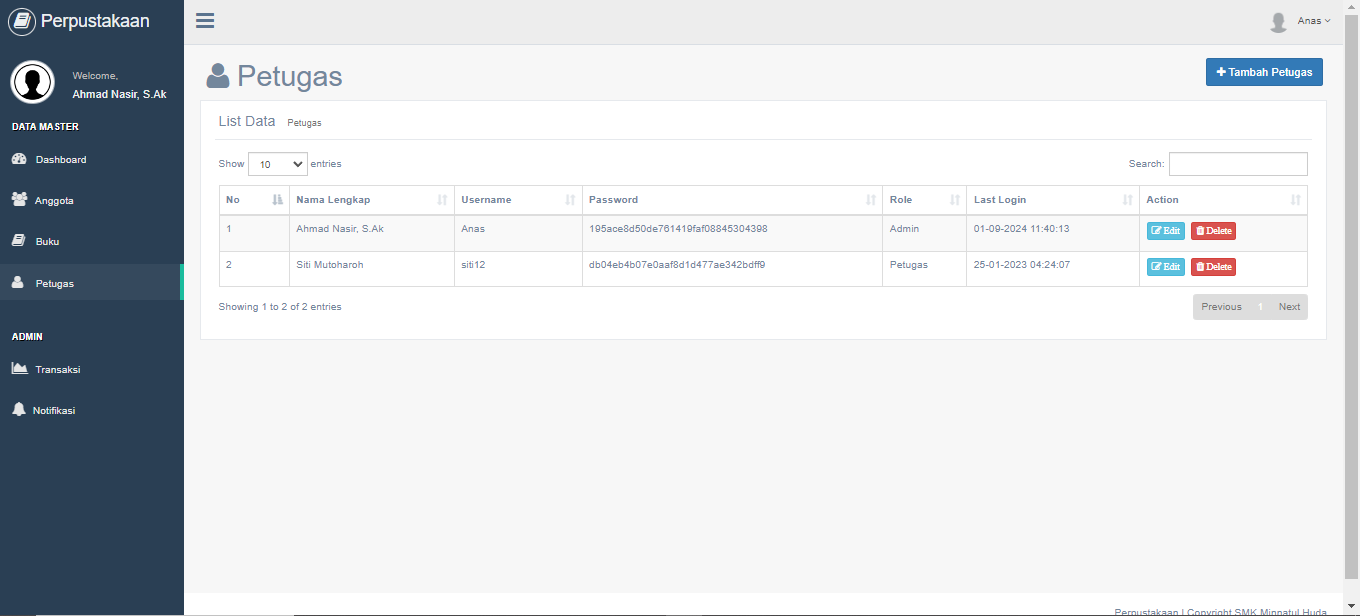 Perpustakaan
Anas
Welcome,
Ahmad Nasir, S.Ak
DATA MASTER
Dashboard
Anggota
Buku
Petugas
ADMIN
Transaksi
Notifikasi
Petugas
Tambah Petugas
List Data Petugas
Show 10 entries
Search:
No Nama Lengkap Username Password Role Last Login Action
1 Ahmad Nasir, S.Ak Anas 195ace8d50de761419faf08845304398 Admin 01-09-2024 11:40:13 Edit Delete
2 Siti Mutoharoh siti12 db04eb4b07e0aaf8d1d477ae342bdff9 Petugas 25-01-2023 04:24:07 Edit Delete
Showing 1 to 2 of 2 entries
Previous 1 Next
Perpustakaan | Copyright SMK Minnatul Huda